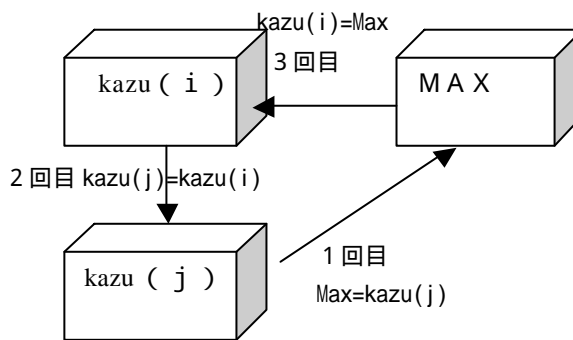 kazu(i)=Max
3回目
kazu(ｉ)
ＭＡＸ
2回目 kazu(j)=kazu(i)
kazu(ｊ)
1回目
Max=kazu(j)